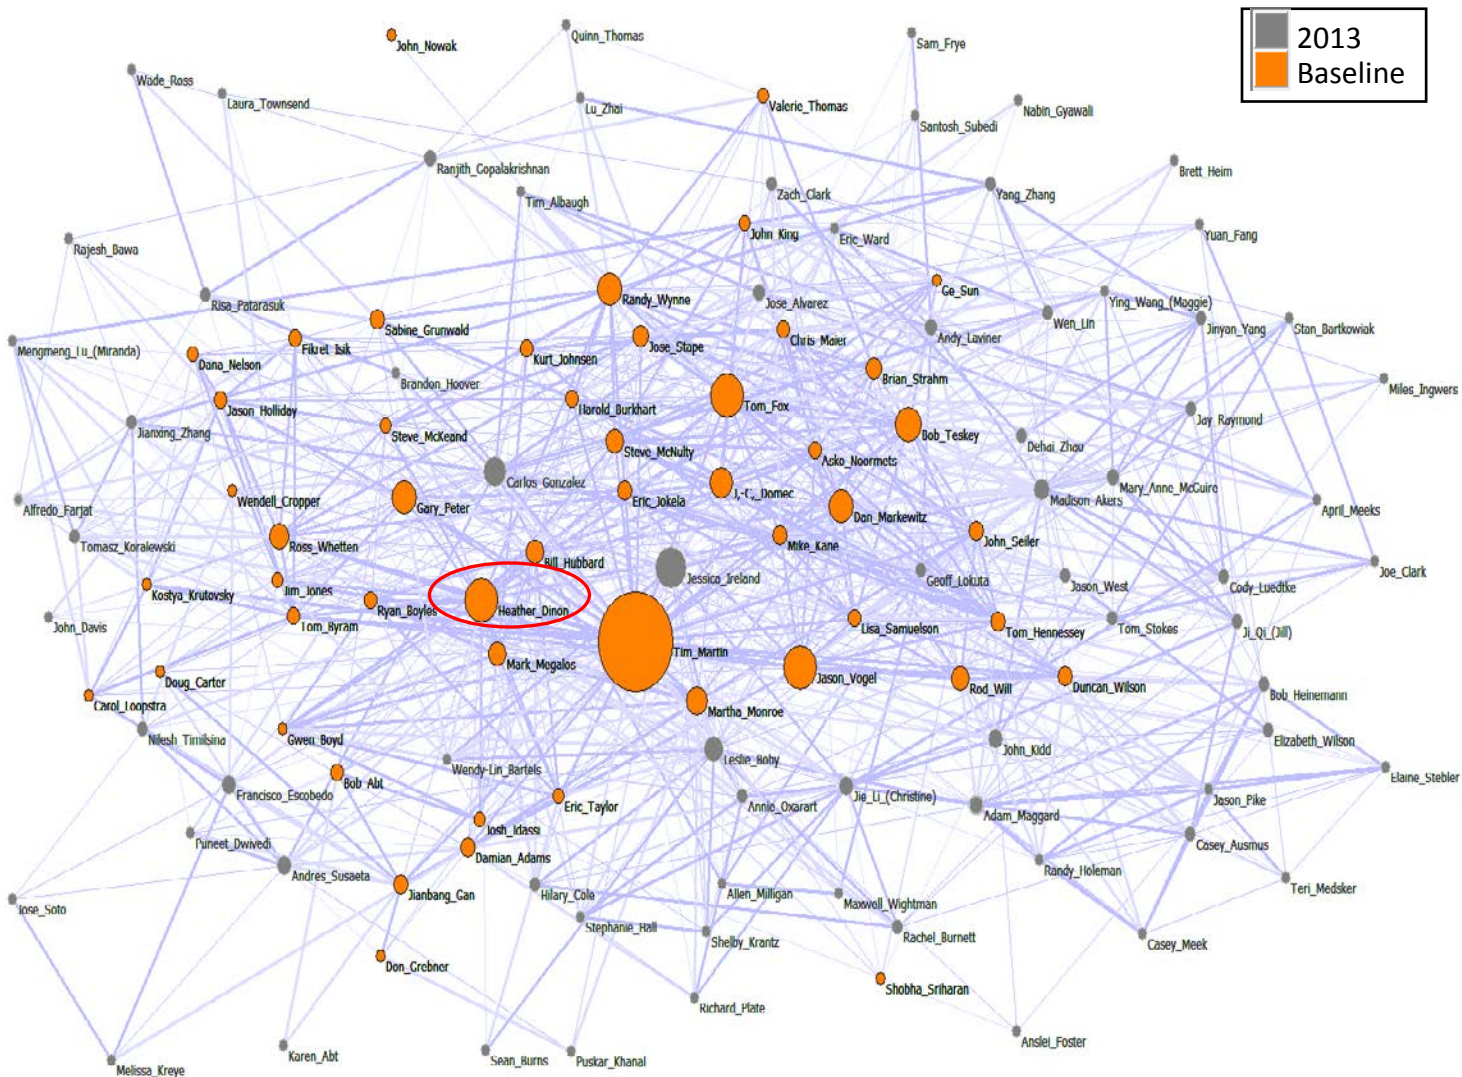 2013
Baseline
John_Nowak
Quinn_Thomas
Sam_Frye
Wade_Ross
Laura_Townsend
Lu_Zhai
Valerie_Thomas
Santosh_Subedi
Nabin_Gyawali
Ranjith_Gopalakrishnan
Tim_Albaugh
Zach_Clark
Yang_Zhang
Brett_Heim
Rajesh_Bawa
John_King
Eric_Ward
Yuan_Fang
Risa_Patarasuk
Randy_Wynne
Jose_Alvarez
Ge_Sun
Ying_Wang_(Maggie)
Wen_Lin
Jinyan_Yang
Stan_Bartkowiak
Sabine_Grunwald
Mengmeng_Lu_(Miranda)
Fikret_Isik
Jose_Stape
Chris_Maier
Andy_Laviner
Dana_Nelson
Kurt_Johnsen
Brandon_Hoover
Brian_Strahm
Miles_Ingwers
Jason_Holliday
Harold_Burkhart
Tom_Fox
Jay_Raymond
Jianxing_Zhang
Steve_McKeand
Steve_McNulty
Bob_Teskey
Dehai_Zhao
Asko_Noormets
Carlos_Gonzalez
Mary_Anne_McGuire
Wendell_Cropper
Gary_Peter
Eric_Jokela
J.-C._Domec
Madison_Akers
Alfredo_Farjat
April_Meeks
Dan_Markewitz
Tomasz_Koralewski
Ross_Whetten
Mike_Kane
John_Seiler
Bill_Hubbard
Jessica_Ireland
Geoff_Lokuta
Jason_West
Cody_Luedtke
Joe_Clark
Kostya_Krutovsky
Jim_Jones
Ryan_Boyles
Heather_Dinon
John_Davis
Tom_Byram
Lisa_Samuelson
Tom_Hennessey
Tom_Stokes
Ji_Qi_(Jill)
Tim_Martin
Mark_Megalos
Doug_Carter
Jason_Vogel
Rod_Will
Duncan_Wilson
Bob_Heinemann
Carol_Loopstra
Martha_Monroe
Nilesh_Timilsina
Gwen_Boyd
Elizabeth_Wilson
John_Kidd
Leslie_Boby
Wendy-Lin_Bartels
Bob_Abt
Elaine_Stebler
Francisco_Escobedo
Eric_Taylor
Annie_Oxarart
Jie_Li_(Christine)
Jason_Pike
Adam_Maggard
Josh_Idassi
Puneet_Dwivedi
Casey_Ausmus
Damian_Adams
Andres_Susaeta
Randy_Holeman
Teri_Medsker
Jianbang_Gan
Hilary_Cole
Allen_Milligan
Maxwell_Wightman
Jose_Soto
Stephanie_Hall
Shelby_Krantz
Rachel_Burnett
Casey_Meek
Don_Grebner
Shobha_Sriharan
Richard_Plate
Anslei_Foster
Karen_Abt
Sean_Burns
Puskar_Khanal
Melissa_Kreye